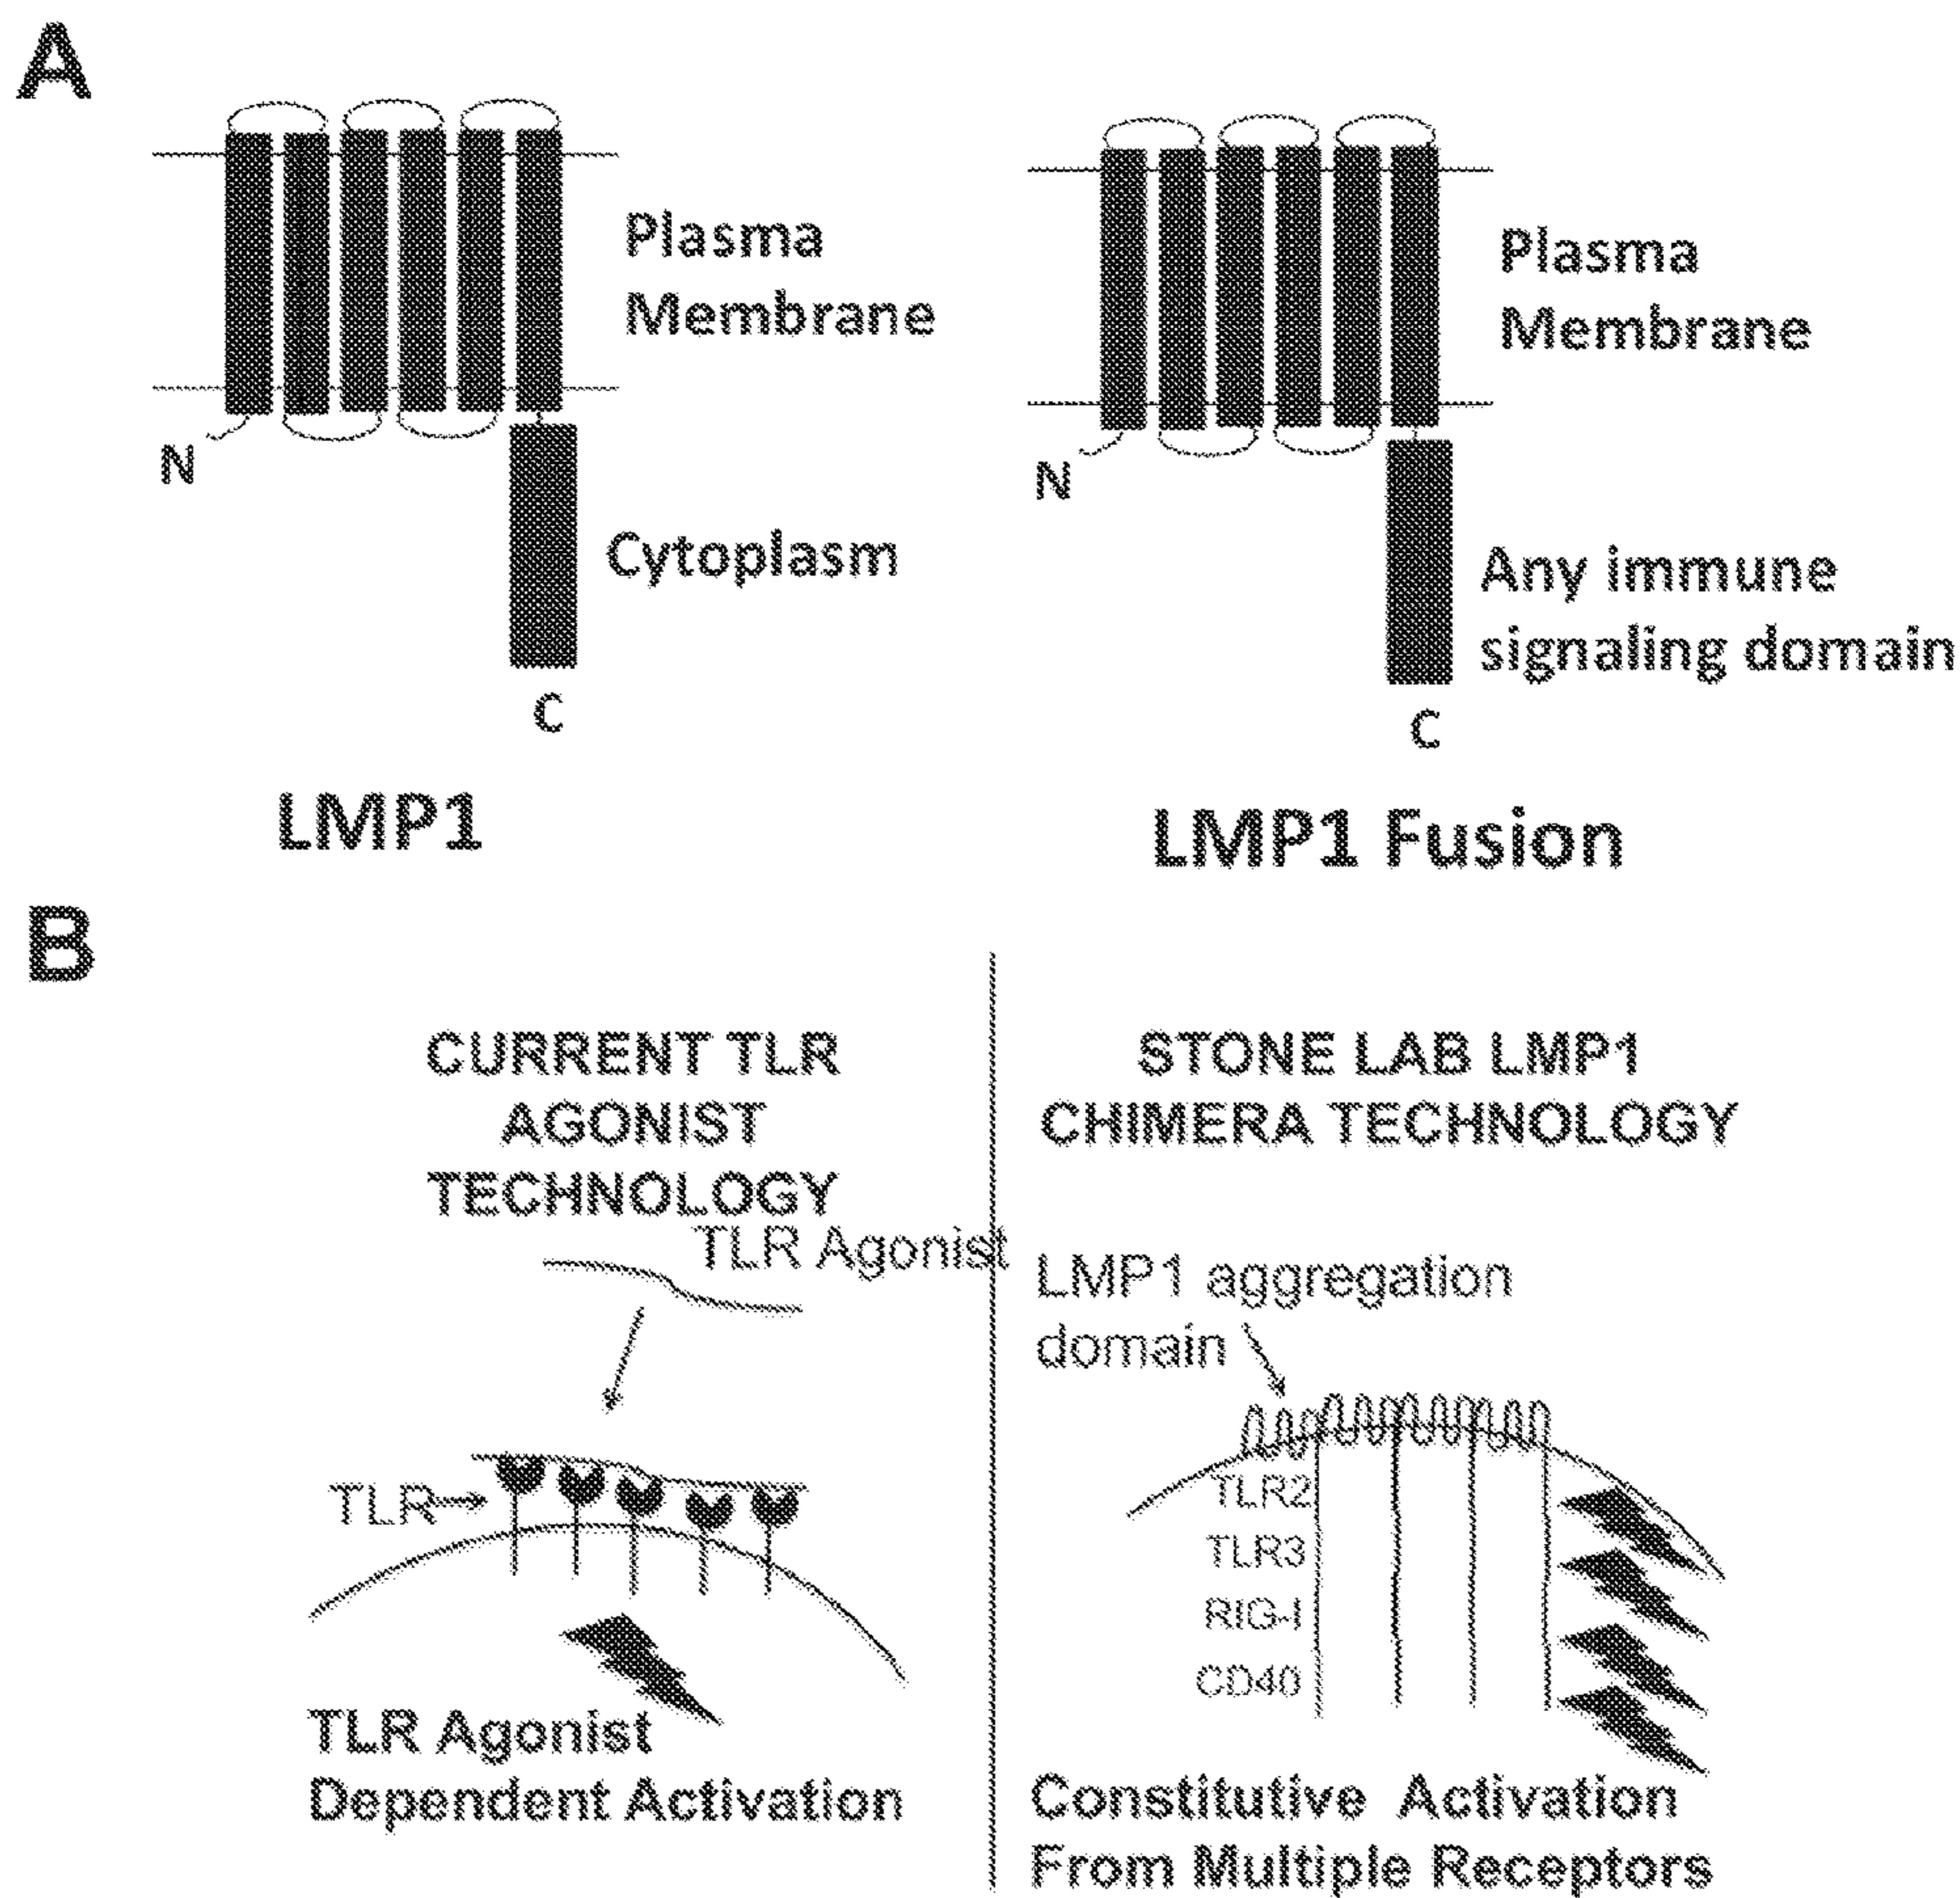 A
Plasma
Membrane
N
Cytoplasm
C
LMP1
Plasma
Membrane
N
Any immune
signaling domain
C
LMP1 Fusion
B
CURRENT TLR
AGONIST
TECHNOLOGY
TLR Agonist
TLR
TLR Agonist
Dependent Activation
STONE LAB LMP1
CHIMERA TECHNOLOGY
LMP1 aggregation
domain
TLR2
TLR3
RIG-I
CD40
Constitutive Activation
From Multiple Receptors